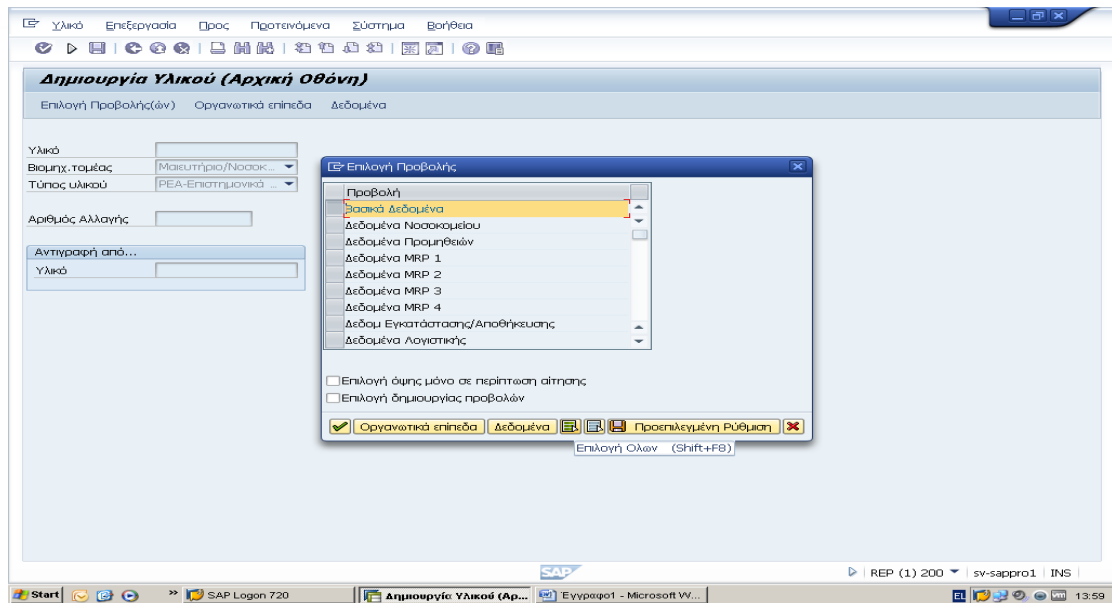 Υλικό Επεξεργασία Προς Προτεινόμενα Σύστημα Βοήθεια
Δημιουργία Υλικού (Αρχική Οθόνη)
Επιλογή Προβολής(ών) Οργανωτικά επίπεδα Δεδομένα
Υλικό
Βιομηχ.τομέας Μαιευτήριο/Νοσοκ...
Τύπος υλικού PEA-Επιστημονικά ...
Αριθμός Αλλαγής
Αντιγραφή από...
Υλικό
Επιλογή Προβολής
Προβολή
Βασικά Δεδομένα
Δεδομένα Νοσοκομείου
Δεδομένα Προμηθειών
Δεδομένα MRP 1
Δεδομένα MRP 2
Δεδομένα MRP 3
Δεδομένα MRP 4
Δεδομ Εγκατάστασης/Αποθήκευσης
Δεδομένα Λογιστικής
Επιλογή όψης μόνο σε περίπτωση αίτησης
Επιλογή δημιουργίας προβολών
Οργανωτικά επίπεδα Δεδομένα Προεπιλεγμένη Ρύθμιση
Επιλογή Ολων (Shift+F8)
SAP
REP (1) 200 sv-sappro1 INS
Start » SAP Logon 720 Δημιουργία Υλικού (Αρ... Έγγραφο1 - Microsoft W... EL 13:59